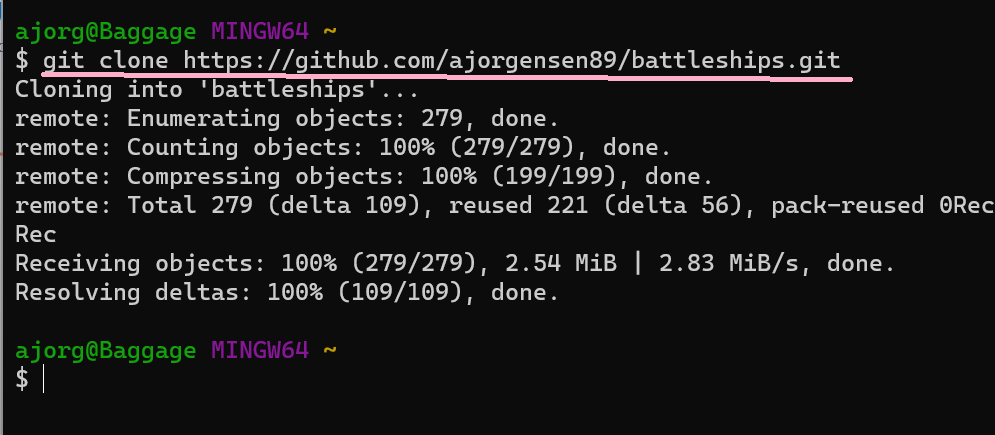 ajorg@Baggage MINGW64 ~
$ git clone https://github.com/ajorgensen89/battleships.git
Cloning into 'battleships'...
remote: Enumerating objects: 279, done.
remote: Counting objects: 100% (279/279), done.
remote: Compressing objects: 100% (199/199), done.
remote: Total 279 (delta 109), reused 221 (delta 56), pack-reused 0Rec
Rec
Receiving objects: 100% (279/279), 2.54 MiB | 2.83 MiB/s, done.
Resolving deltas: 100% (109/109), done.
ajorg@Baggage MINGW64 ~
$